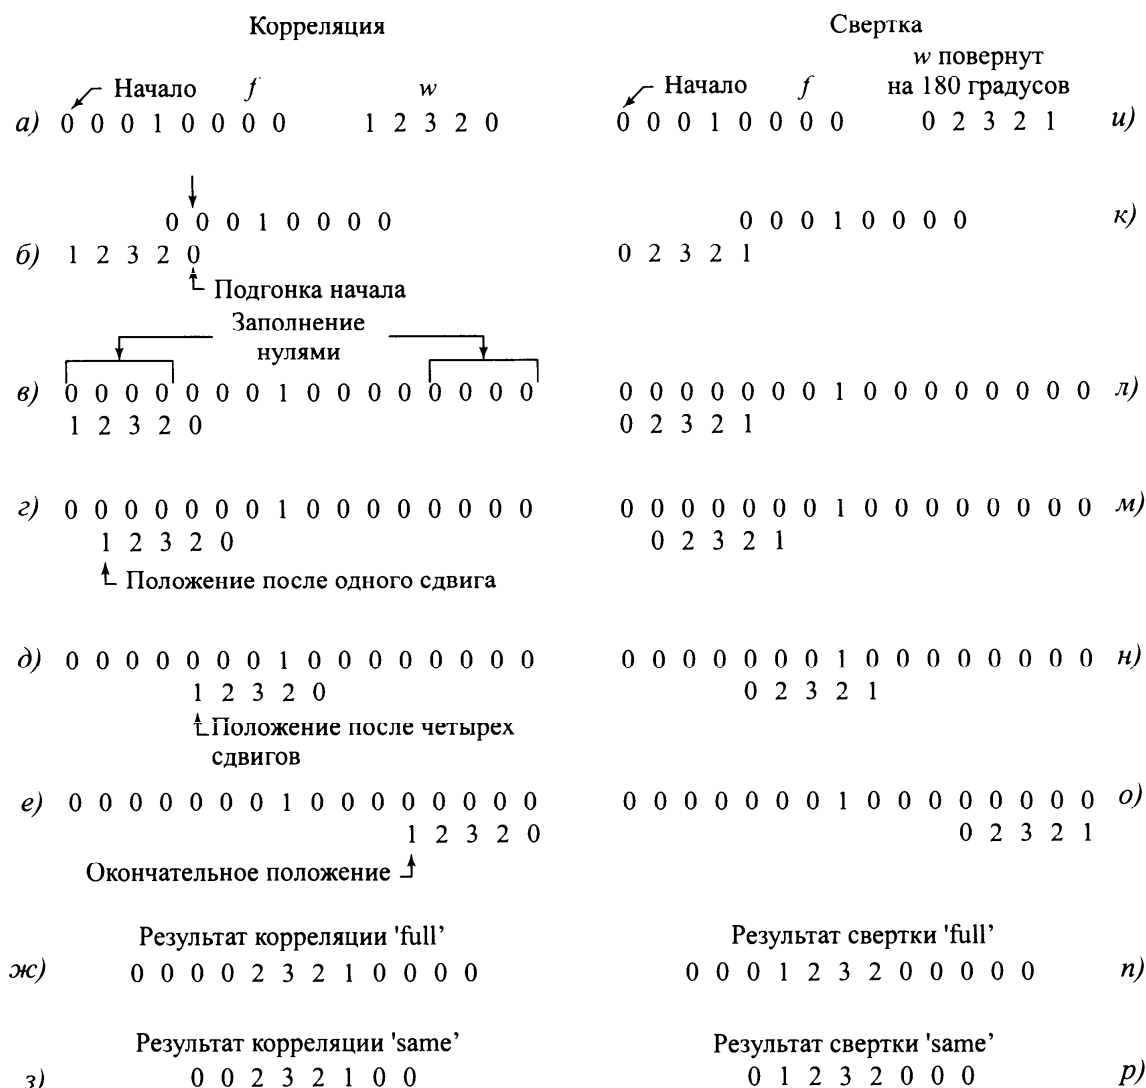 Корреляция
Начало f w
а) 0 0 0 1 0 0 0 0 1 2 3 2 0
0 0 0 1 0 0 0 0
б) 1 2 3 2 0
Подгонка начала
Заполнение
нулями
в) 0 0 0 0 0 0 0 1 0 0 0 0 0 0 0 0
1 2 3 2 0
г) 0 0 0 0 0 0 0 1 0 0 0 0 0 0 0 0
1 2 3 2 0
Положение после одного сдвига
д) 0 0 0 0 0 0 0 1 0 0 0 0 0 0 0 0
1 2 3 2 0
Положение после четырех
сдвигов
е) 0 0 0 0 0 0 0 1 0 0 0 0 0 0 0 0
1 2 3 2 0
Окончательное положение
Результат корреляции 'full’
ж) 0 0 0 0 2 3 2 1 0 0 0 0
Результат корреляции 'same’
з) 0 0 2 3 2 1 0 0
Свертка
w повернут
Начало f на 180 градусов
0 0 0 1 0 0 0 0 0 2 3 2 1 и)
0 0 0 1 0 0 0 0 к)
0 2 3 2 1
0 0 0 0 0 0 0 1 0 0 0 0 0 0 0 0 л)
0 2 3 2 1
0 0 0 0 0 0 0 1 0 0 0 0 0 0 0 0 м)
0 2 3 2 1
0 0 0 0 0 0 0 1 0 0 0 0 0 0 0 0 н)
0 2 3 2 1
0 0 0 0 0 0 0 1 0 0 0 0 0 0 0 0 о)
0 2 3 2 1
Результат свертки 'full’
0 0 0 1 2 3 2 0 0 0 0 0 п)
Результат свертки 'same’
0 1 2 3 2 0 0 0 р)